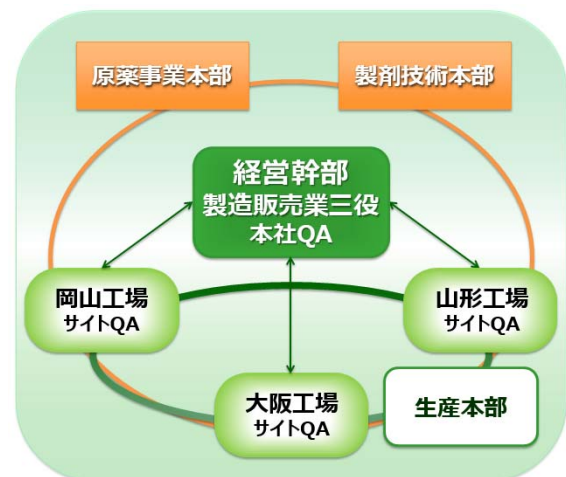 原薬事業本部
製剤技術本部
経営幹部
製造販売業三役
本社QA
岡山工場
サイトQA
山形工場
サイトQA
大阪工場
サイトQA
生産本部